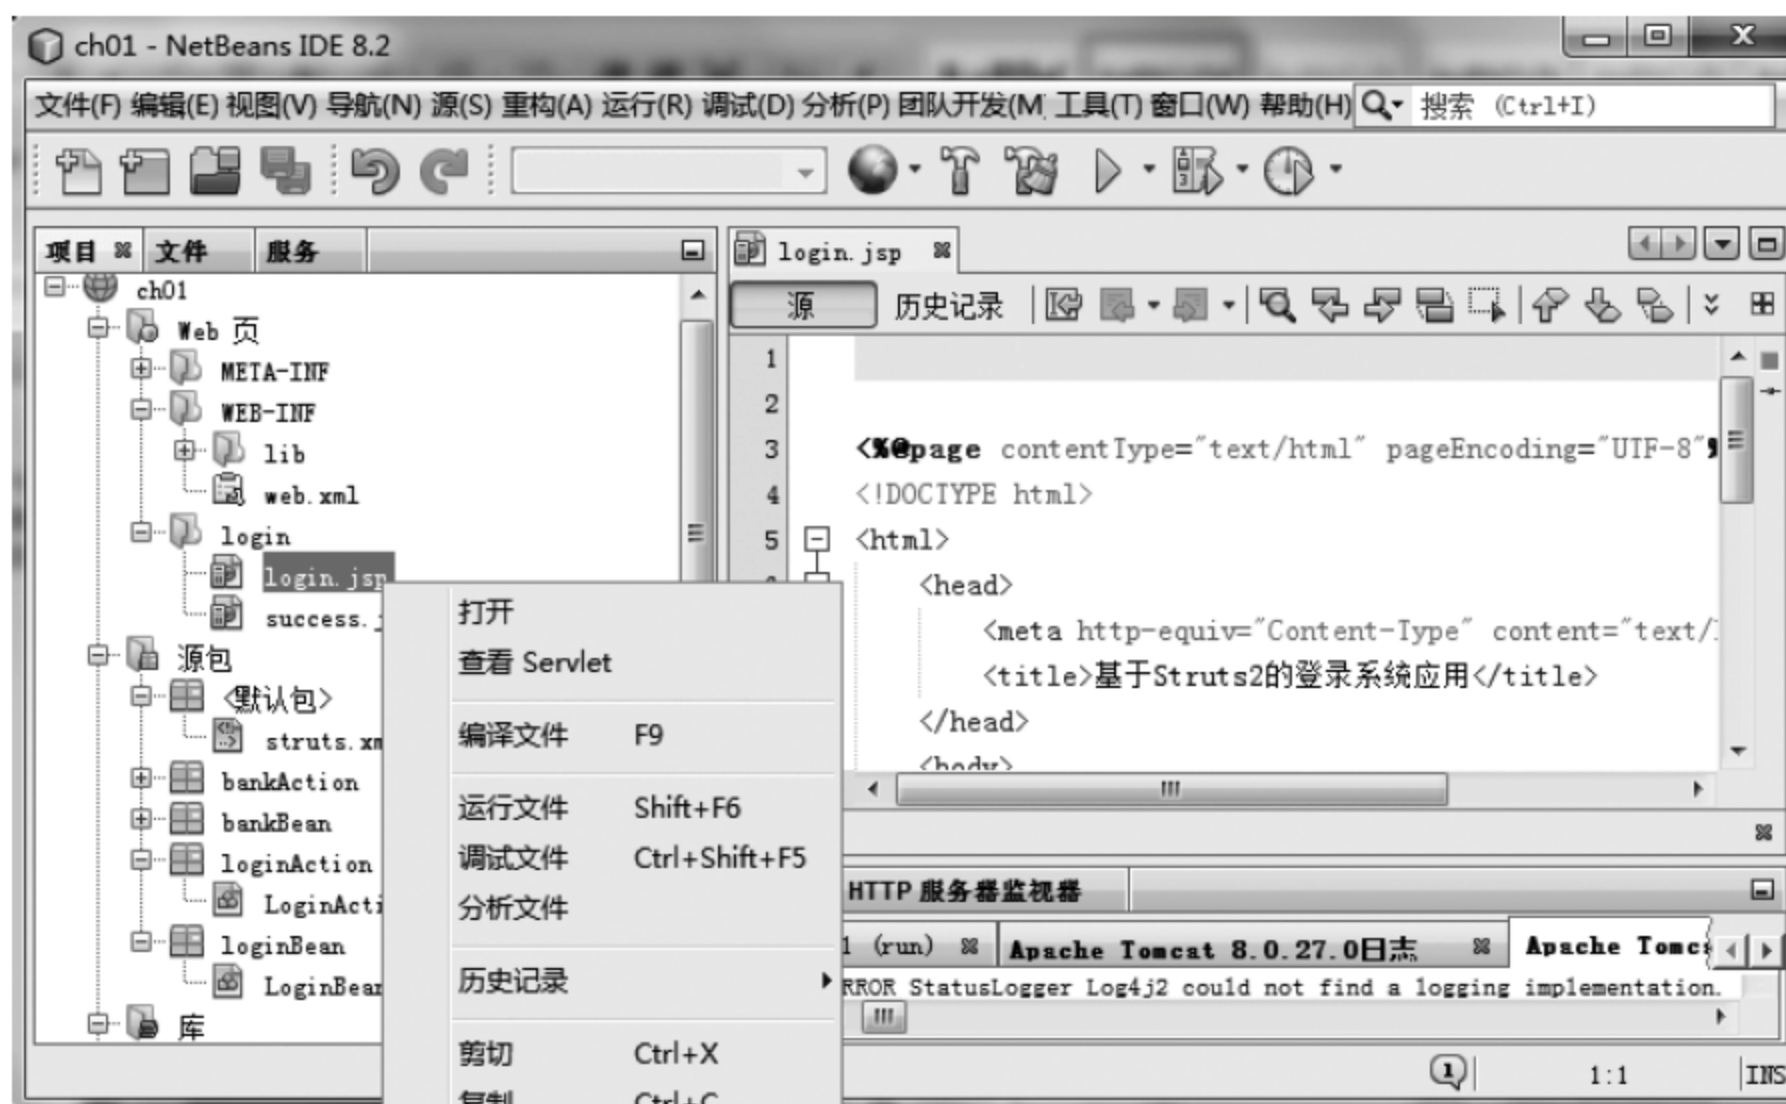 ch01 - NetBeans IDE 8.2
文件(F) 编辑(E) 视图(V) 导航(N) 源(S) 重构(A) 运行(R) 调试(D) 分析(P) 团队开发(M 工具(T) 窗口(W) 帮助(H) 搜索 (Ctrl+I)
项目 文件 服务
ch01
Web 页
META-INF
WEB-INF
lib
web.xml
login
login.jsp
success.j
源包
<默认包>
struts.xm
bankAction
bankBean
loginAction
LoginActi
loginBean
LoginBean
库
打开
查看 Servlet
编译文件 F9
运行文件 Shift+F6
调试文件 Ctrl+Shift+F5
分析文件
历史记录
剪切 Ctrl+X
复制 Ctrl+C
login.jsp
源 历史记录
1
2
3 <%@page contentType="text/html" pageEncoding="UTF-8"%
4 <!DOCTYPE html>
5 <html>
<head>
<meta http-equiv="Content-Type" content="text/
<title>基于Struts2的登录系统应用</title>
</head>
<body>
HTTP 服务器监视器
1 (run) Apache Tomcat 8.0.27.0日志 Apache Tomc
RROR StatusLogger Log4j2 could not find a logging implementation.
1 1:1 INS